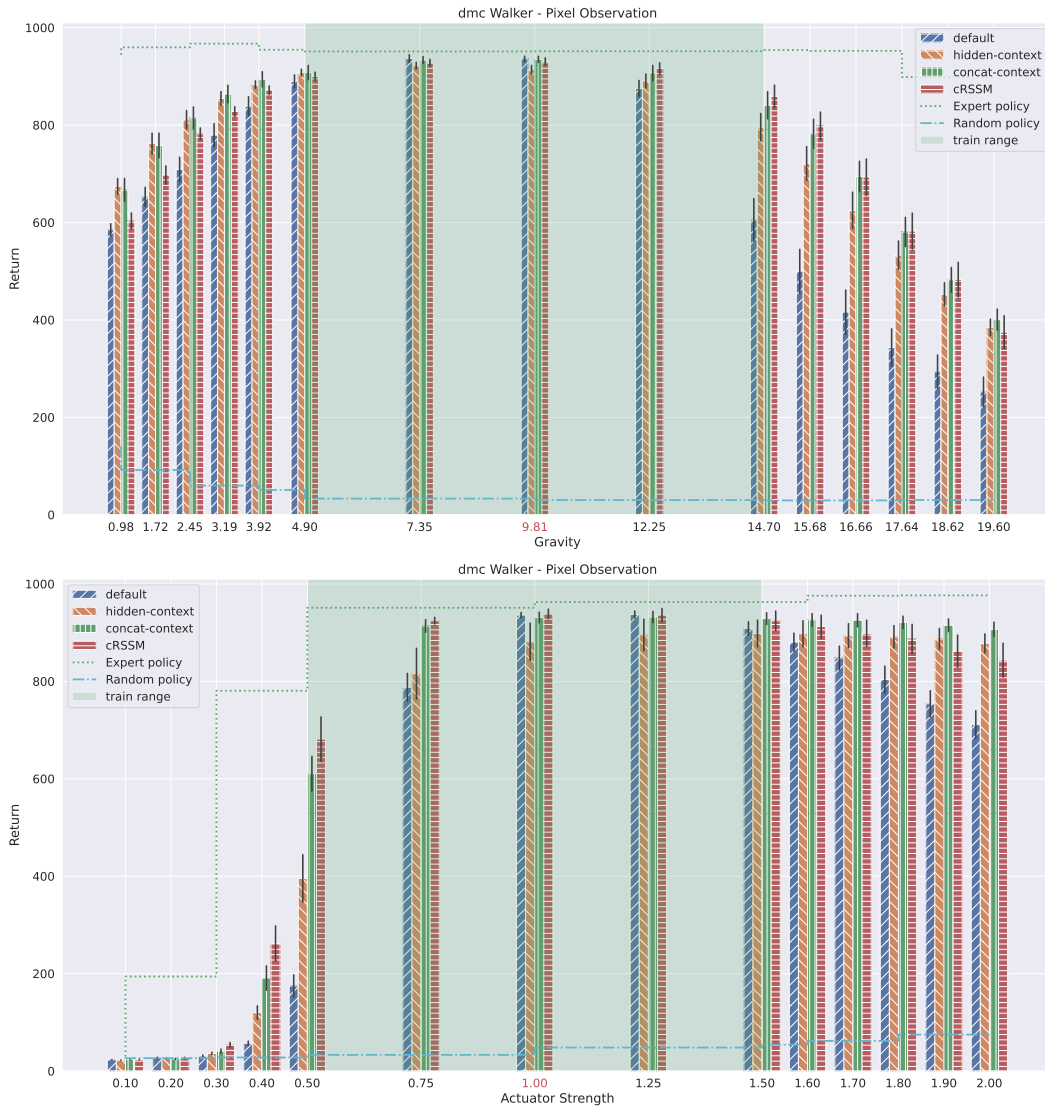 dmc Walker - Pixel Observation
1000
800
600
400
200
0
Return
default
hidden-context
concat-context
cRSSM
Expert policy
Random policy
train range
0.98 1.72 2.45 3.19 3.92 4.90 7.35 9.81 12.25 14.70 15.68 16.66 17.64 18.62 19.60
Gravity
dmc Walker - Pixel Observation
1000
800
600
400
200
0
Return
default
hidden-context
concat-context
cRSSM
Expert policy
Random policy
train range
0.10 0.20 0.30 0.40 0.50 0.75 1.00 1.25 1.50 1.60 1.70 1.80 1.90 2.00
Actuator Strength